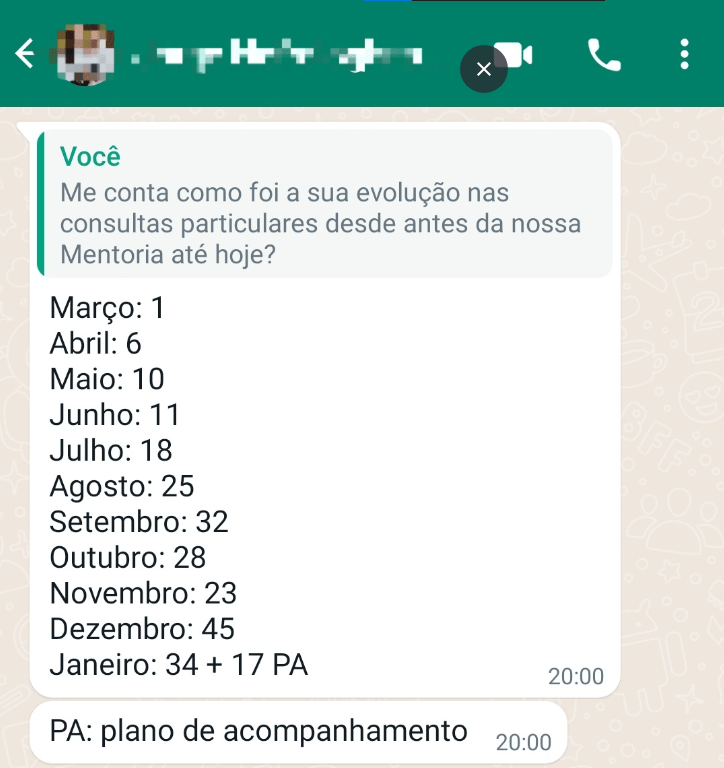 Você
Me conta como foi a sua evolução nas
consultas particulares desde antes da nossa
Mentoria até hoje?
Março: 1
Abril: 6
Maio: 10
Junho: 11
Julho: 18
Agosto: 25
Setembro: 32
Outubro: 28
Novembro: 23
Dezembro: 45
Janeiro: 34 + 17 PA
20:00
PA: plano de acompanhamento
20:00